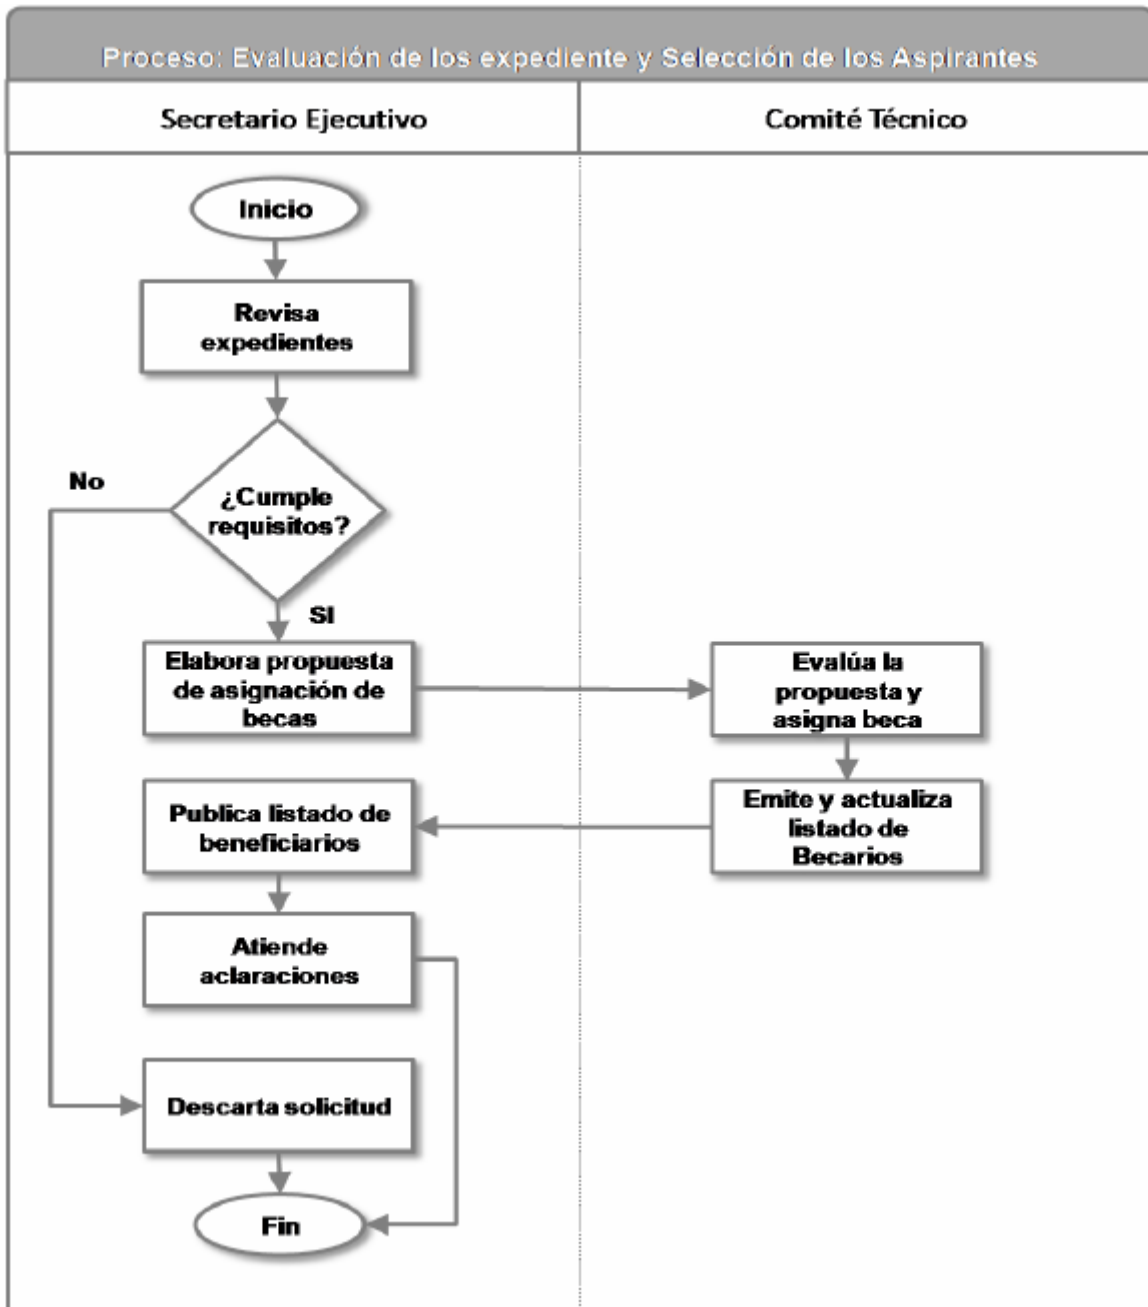 Proceso: Evaluación de los expediente y Selección de los Aspirantes
Secretario Ejecutivo
Comité Técnico
Inicio
Revisa
expedientes
No
¿Cumple
requisitos?
SI
Elabora propuesta
de asignación de
becas
Evalúa la
propuesta y
asigna beca
Publica listado de
beneficiarios
Emite y actualiza
listado de
Becarios
Atiende
aclaraciones
Descarta solicitud
Fin